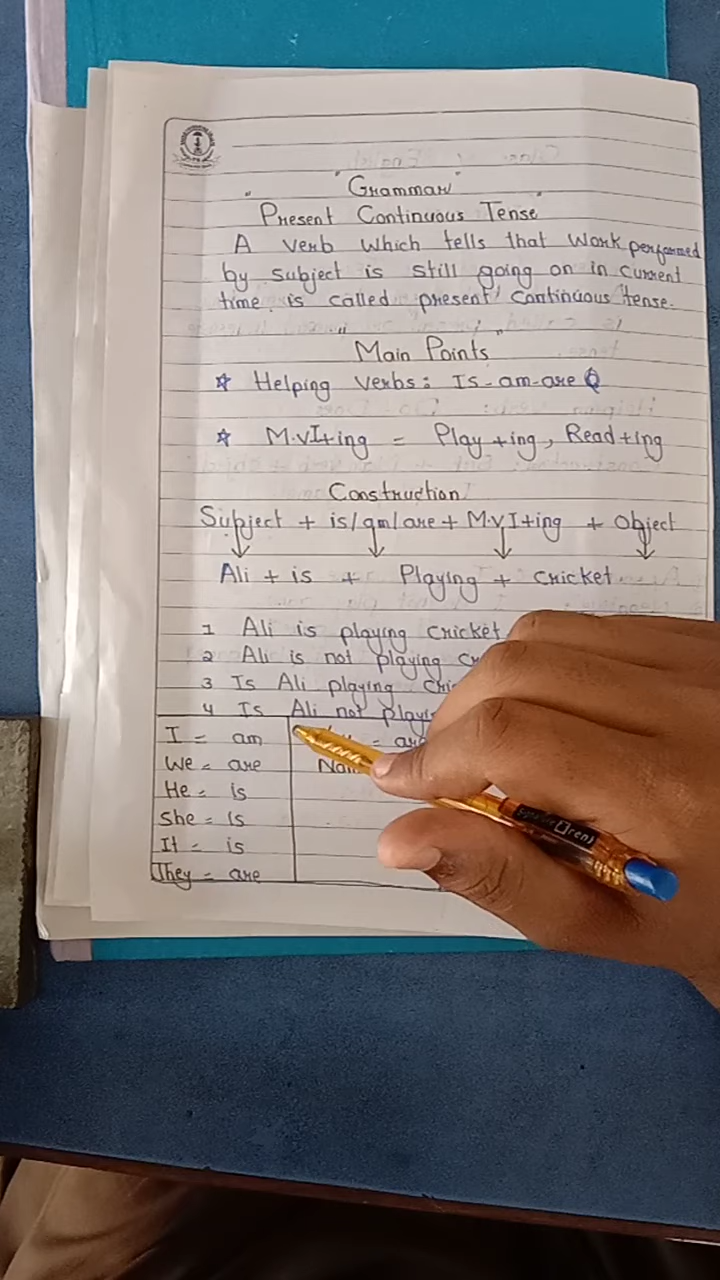 " Grammar "
" Present Continuous Tense "
A verb which tells that work performed
by subject is still going on in current
time is called present continuous tense.
" Main Points "
☆ Helping verbs: Is-am-are
☆ M.vI+ing = Play +ing, Read +ing
Construction
Subject + is/am/are + M.vI+ing + Object
Ali + is + Playing + cricket
1 Ali is playing cricket
2 Ali is not playing
3 Is Ali playing
4 Is Ali not
I = am
We = are
He = is
She = is
It = is
They = are
= are